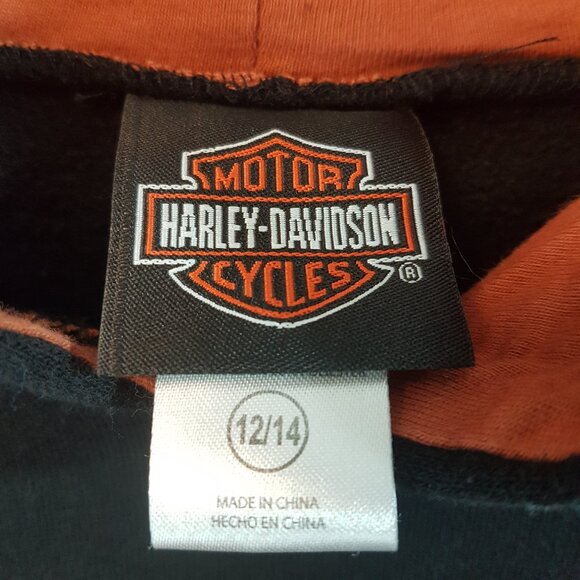 MOTOR
HARLEY-DAVIDSON
CYCLES
®
12/14
MADE IN CHINA
HECHO EN CHINA